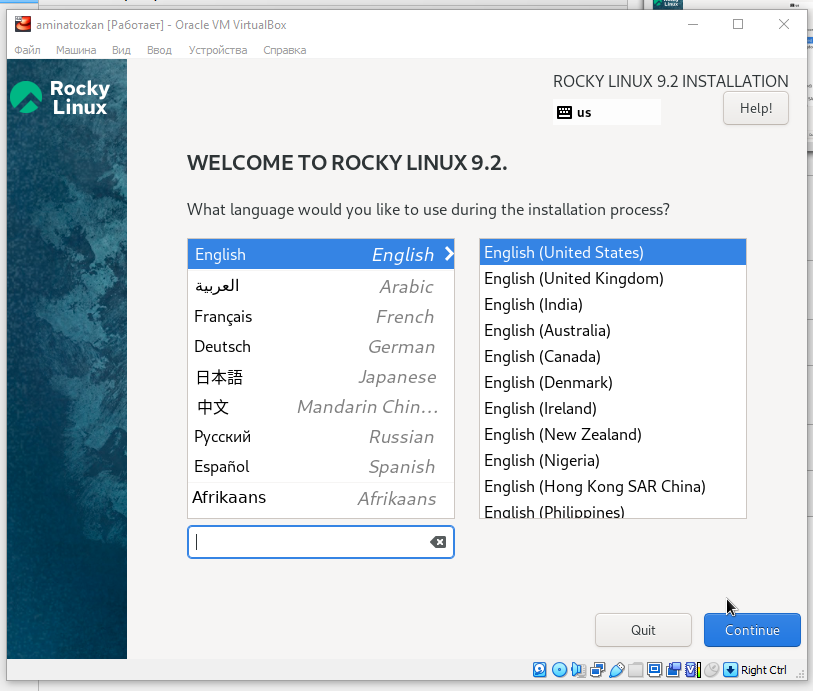 aminatozkan [Работает] - Oracle VM VirtualBox
Файл Машина Вид Ввод Устройства Справка
Rocky
Linux
ROCKY LINUX 9.2 INSTALLATION
us
Help!
WELCOME TO ROCKY LINUX 9.2.
What language would you like to use during the installation process?
English English
العربية Arabic
Français French
Deutsch German
日本語 Japanese
中文 Mandarin Chin…
Русский Russian
Español Spanish
Afrikaans Afrikaans
English (United States)
English (United Kingdom)
English (India)
English (Australia)
English (Canada)
English (Denmark)
English (Ireland)
English (New Zealand)
English (Nigeria)
English (Hong Kong SAR China)
English (Philippines)
Quit Continue
Right Ctrl